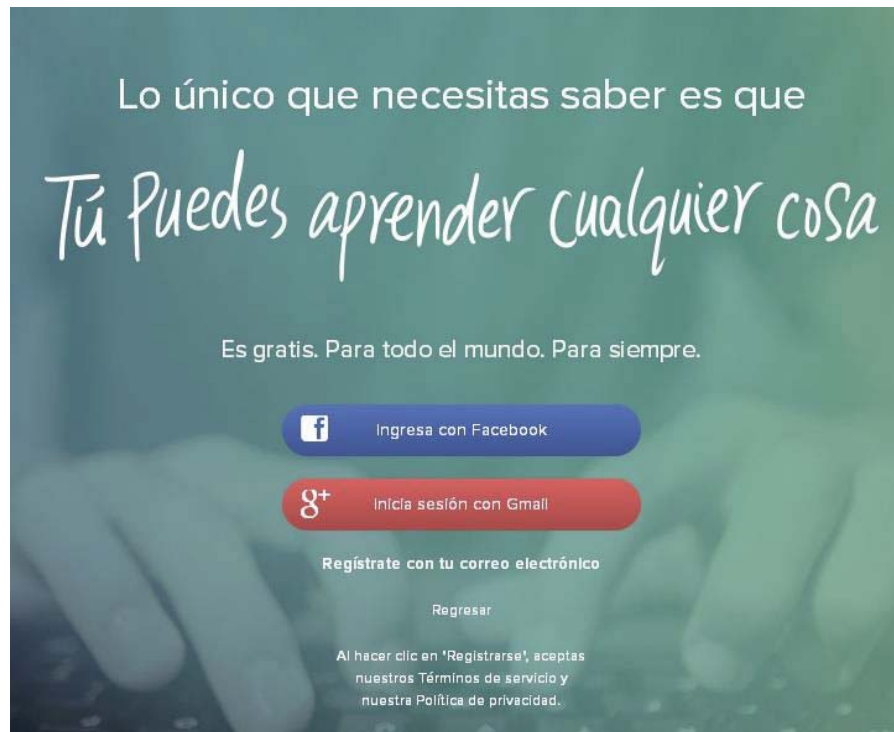 Lo único que necesitas saber es que
Tú Puedes aprender cualquier cosa
Es gratis. Para todo el mundo. Para siempre.
f Ingresa con Facebook
g+ Inicia sesión con Gmail
Regístrate con tu correo electrónico
Regresar
Al hacer clic en "Registrarse", aceptas
nuestros Términos de servicio y
nuestra Política de privacidad.